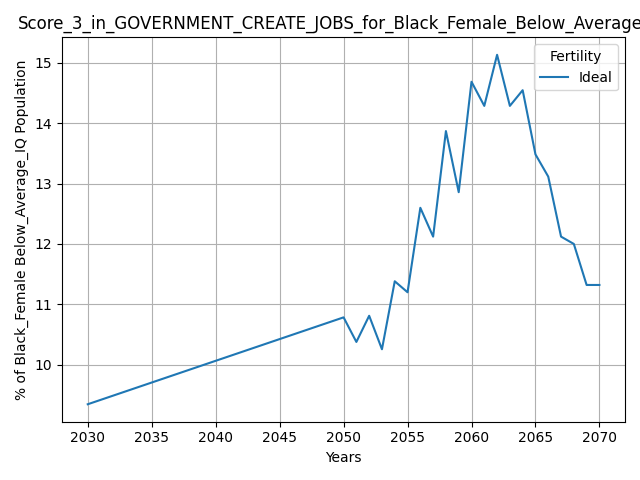 Score_3_in_GOVERNMENT_CREATE_JOBS_for_Black_Female_Below_Average
Fertility
Ideal
% of Black_Female Below_Average_IQ Population
15
14
13
12
11
10
2030 2035 2040 2045 2050 2055 2060 2065 2070
Years